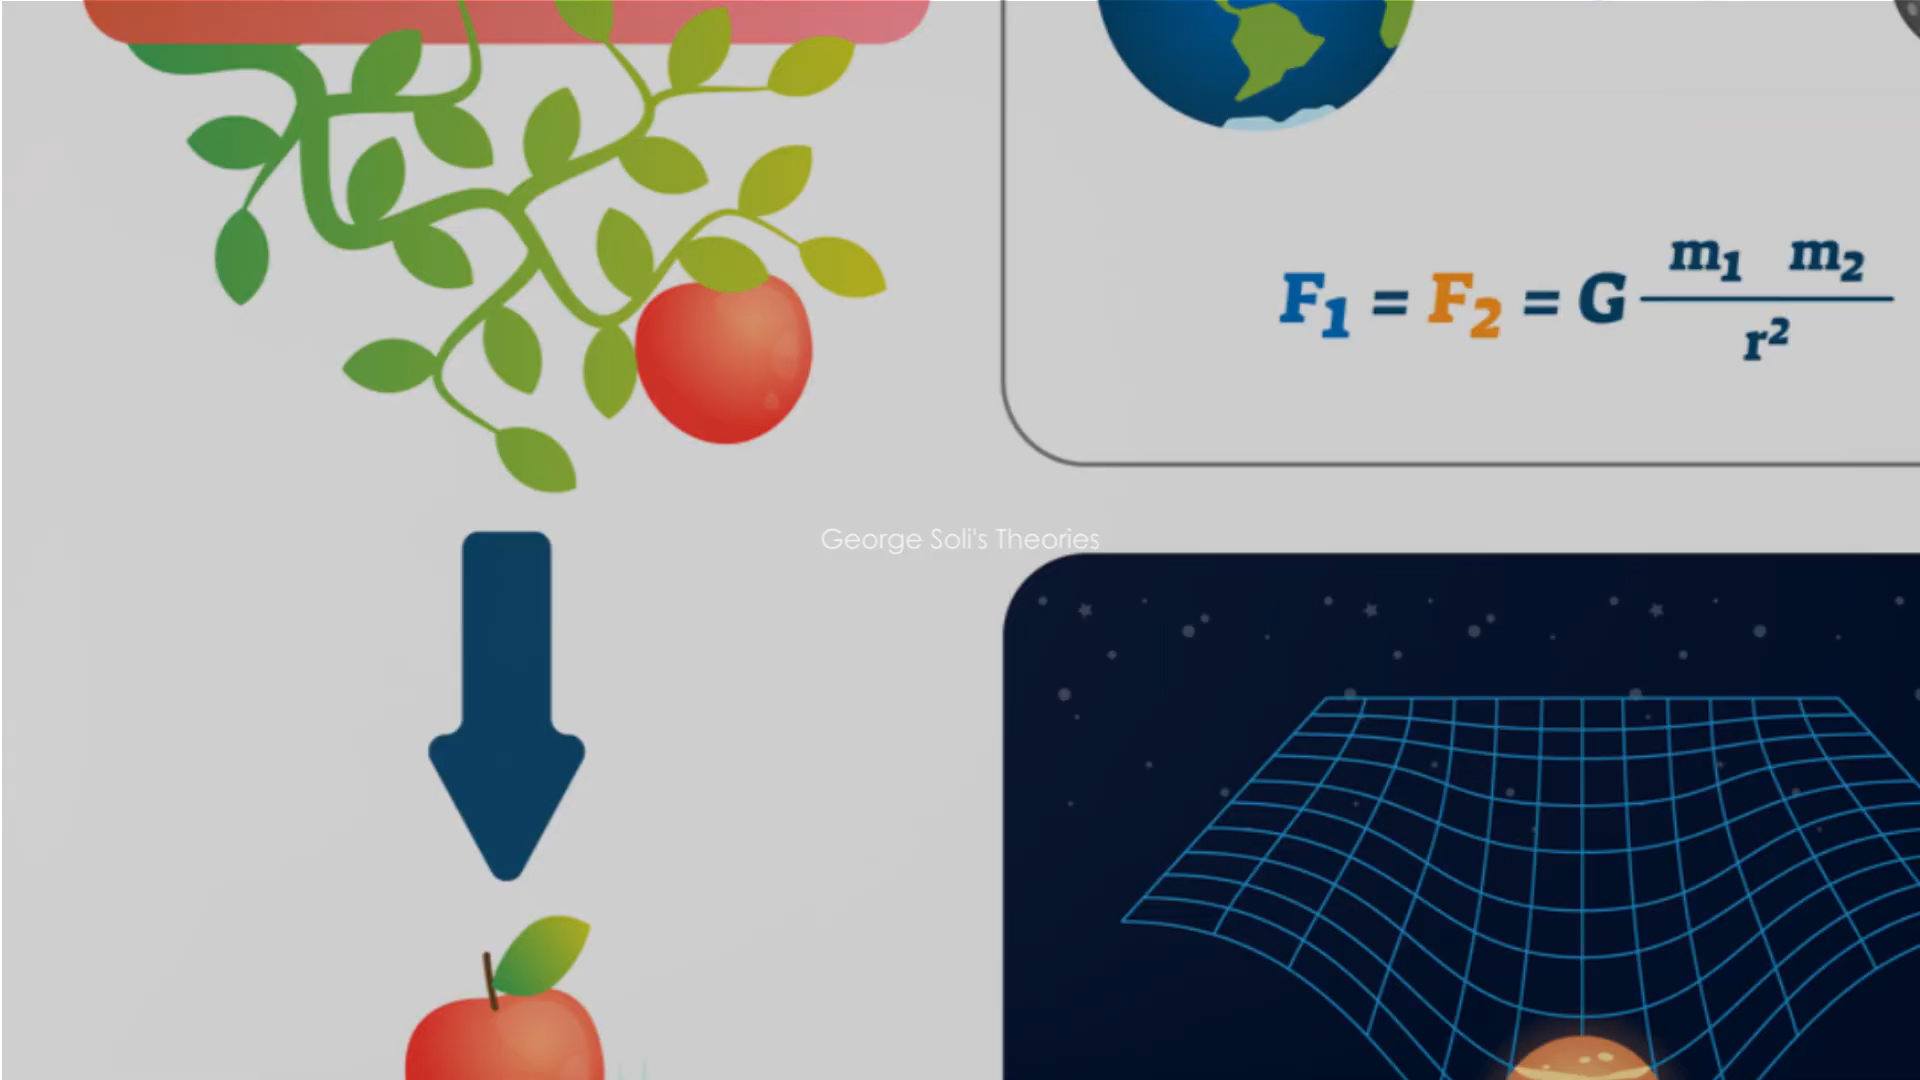 F₁ = F₂ = G m₁ m₂ / r²
George Soli's Theories